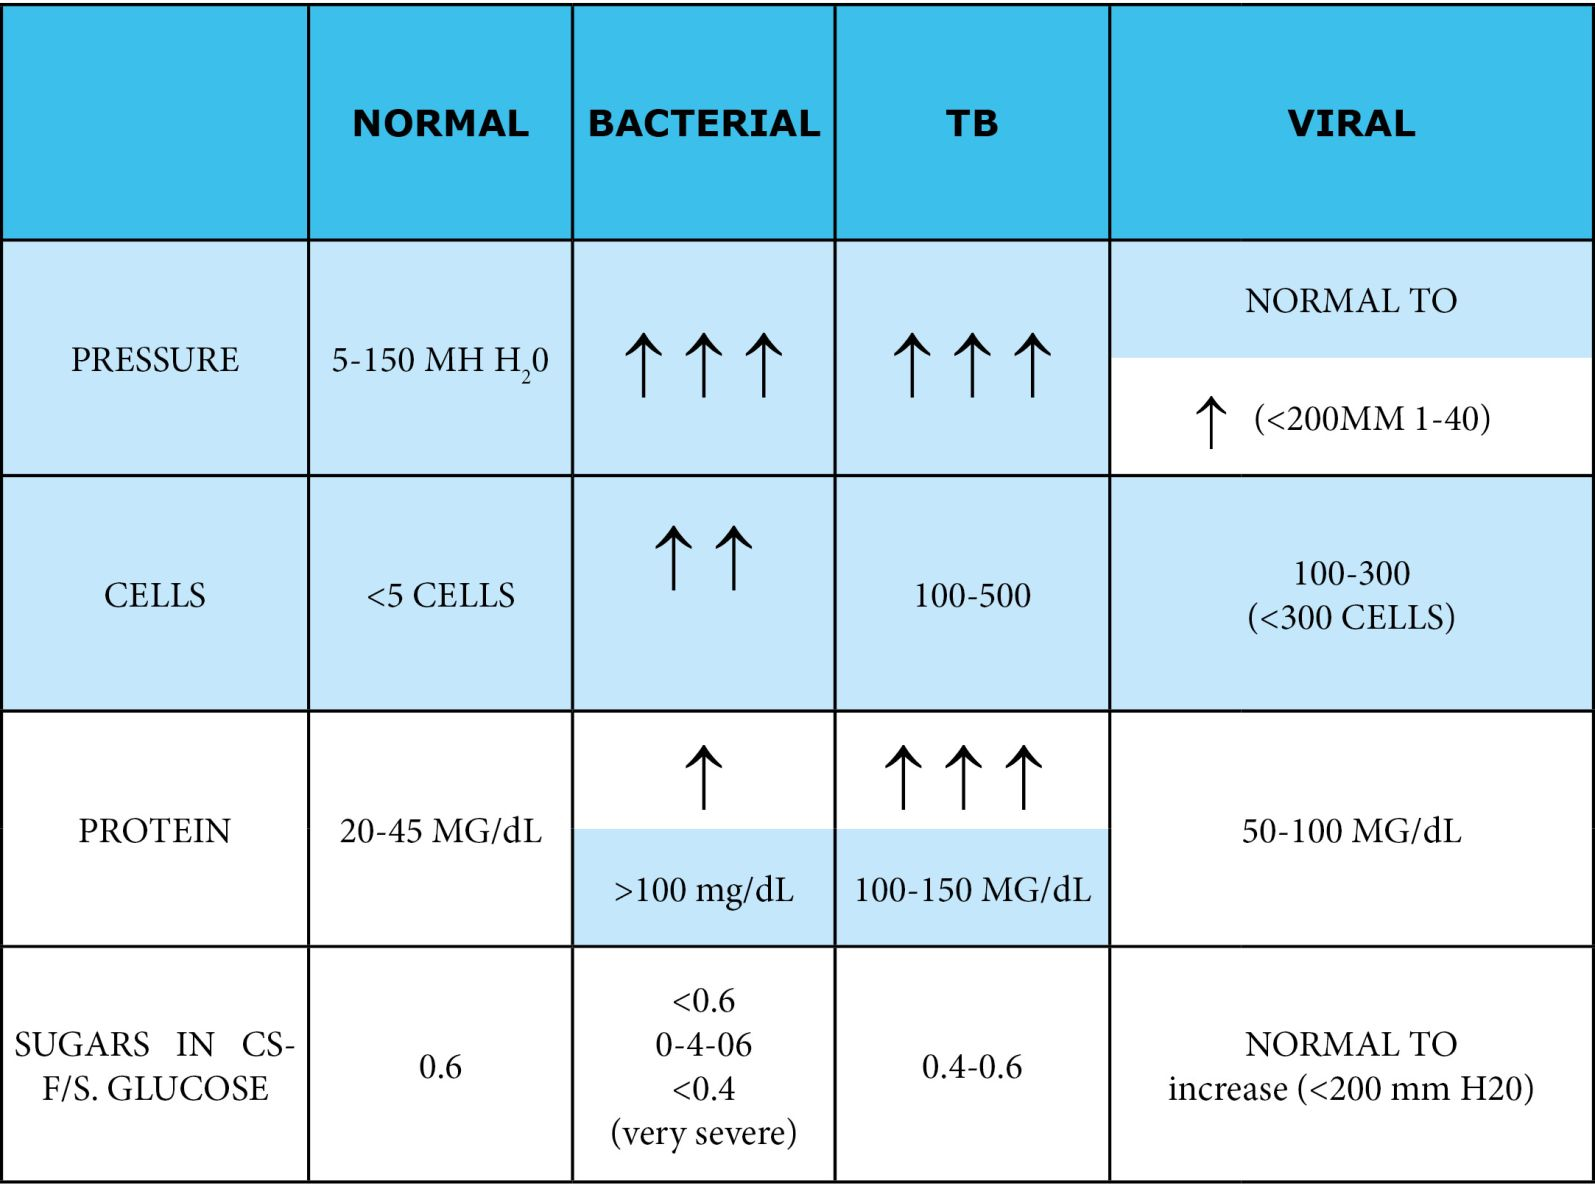 NORMAL
BACTERIAL
TB
VIRAL
PRESSURE
5-150 MH H₂0
↑ ↑ ↑
↑ ↑ ↑
NORMAL TO
↑ (<200MM 1-40)
CELLS
<5 CELLS
↑ ↑
100-500
100-300
(<300 CELLS)
PROTEIN
20-45 MG/dL
↑
>100 mg/dL
↑ ↑ ↑
100-150 MG/dL
50-100 MG/dL
SUGARS IN CS-
F/S. GLUCOSE
0.6
<0.6
0-4-06
<0.4
(very severe)
0.4-0.6
NORMAL TO
increase (<200 mm H20)